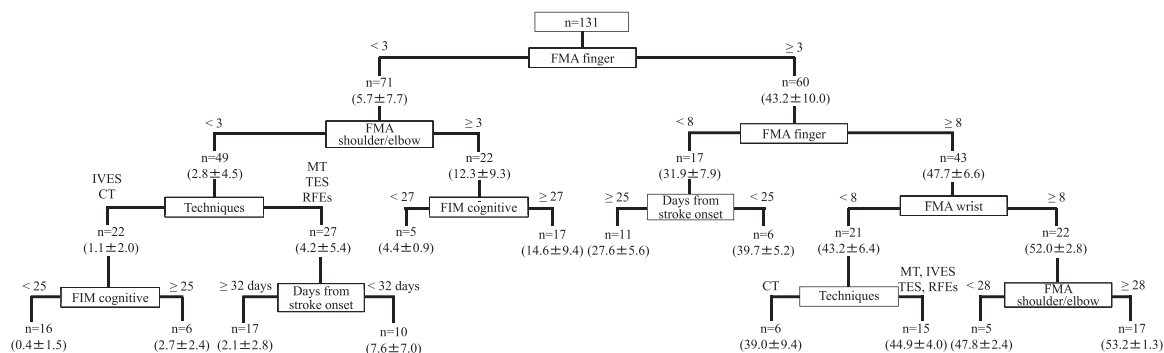 n=131
< 3
FMA finger
≥ 3
n=71
(5.7±7.7)
n=60
(43.2±10.0)
< 3
FMA
shoulder/elbow
≥ 3
< 8
FMA finger
≥ 8
n=49
(2.8±4.5)
n=22
(12.3±9.3)
n=17
(31.9±7.9)
n=43
(47.7±6.6)
IVES
CT
Techniques
MT
TES
RFEs
< 27
FIM cognitive
≥ 27
≥ 25
Days from
stroke onset
< 25
< 8
FMA wrist
≥ 8
n=22
(1.1±2.0)
n=27
(4.2±5.4)
n=5
(4.4±0.9)
n=17
(14.6±9.4)
n=11
(27.6±5.6)
n=6
(39.7±5.2)
n=21
(43.2±6.4)
n=22
(52.0±2.8)
< 25
FIM cognitive
≥ 25
≥ 32 days
Days from
stroke onset
< 32 days
CT
Techniques
MT, IVES
TES, RFEs
< 28
FMA
shoulder/elbow
≥ 28
n=16
(0.4±1.5)
n=6
(2.7±2.4)
n=17
(2.1±2.8)
n=10
(7.6±7.0)
n=6
(39.0±9.4)
n=15
(44.9±4.0)
n=5
(47.8±2.4)
n=17
(53.2±1.3)